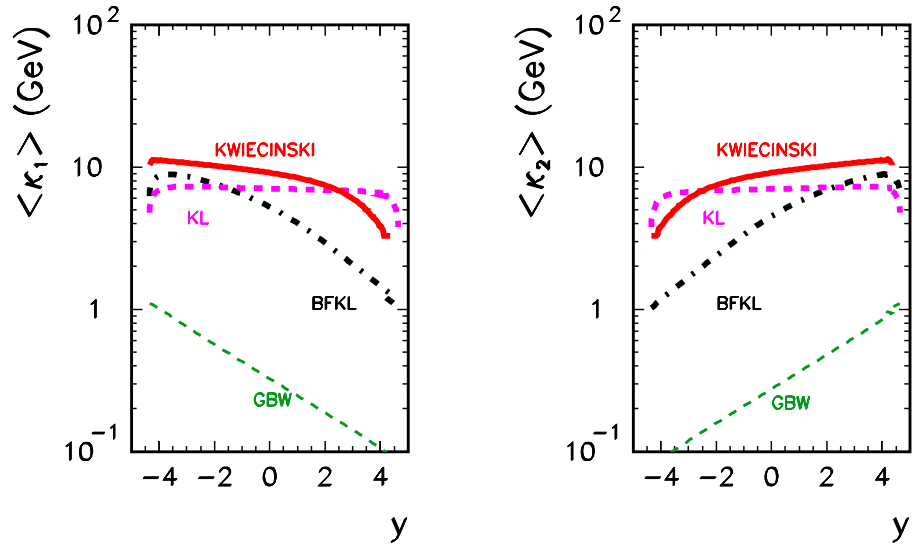 <κ₁> (GeV)
10²
10
1
10⁻¹
KWIECINSKI
KL
BFKL
GBW
−4 −2 0 2 4
y
<κ₂> (GeV)
10²
10
1
10⁻¹
KWIECINSKI
KL
BFKL
GBW
−4 −2 0 2 4
y